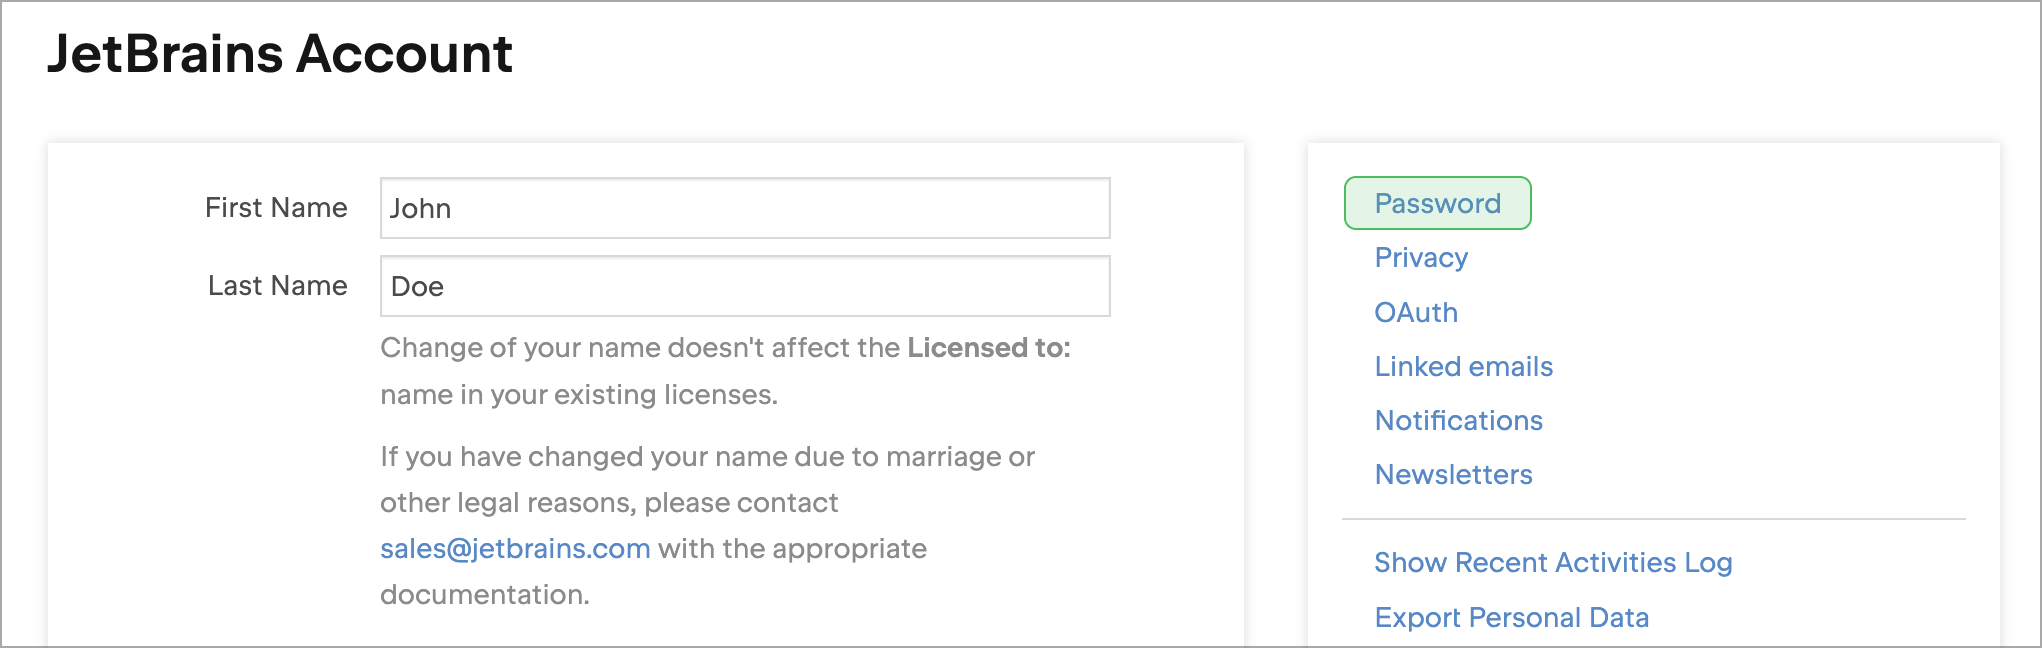 JetBrains Account
First Name
John
Last Name
Doe
Change of your name doesn't affect the Licensed to:
name in your existing licenses.
If you have changed your name due to marriage or
other legal reasons, please contact
sales@jetbrains.com with the appropriate
documentation.
Password
Privacy
OAuth
Linked emails
Notifications
Newsletters
Show Recent Activities Log
Export Personal Data